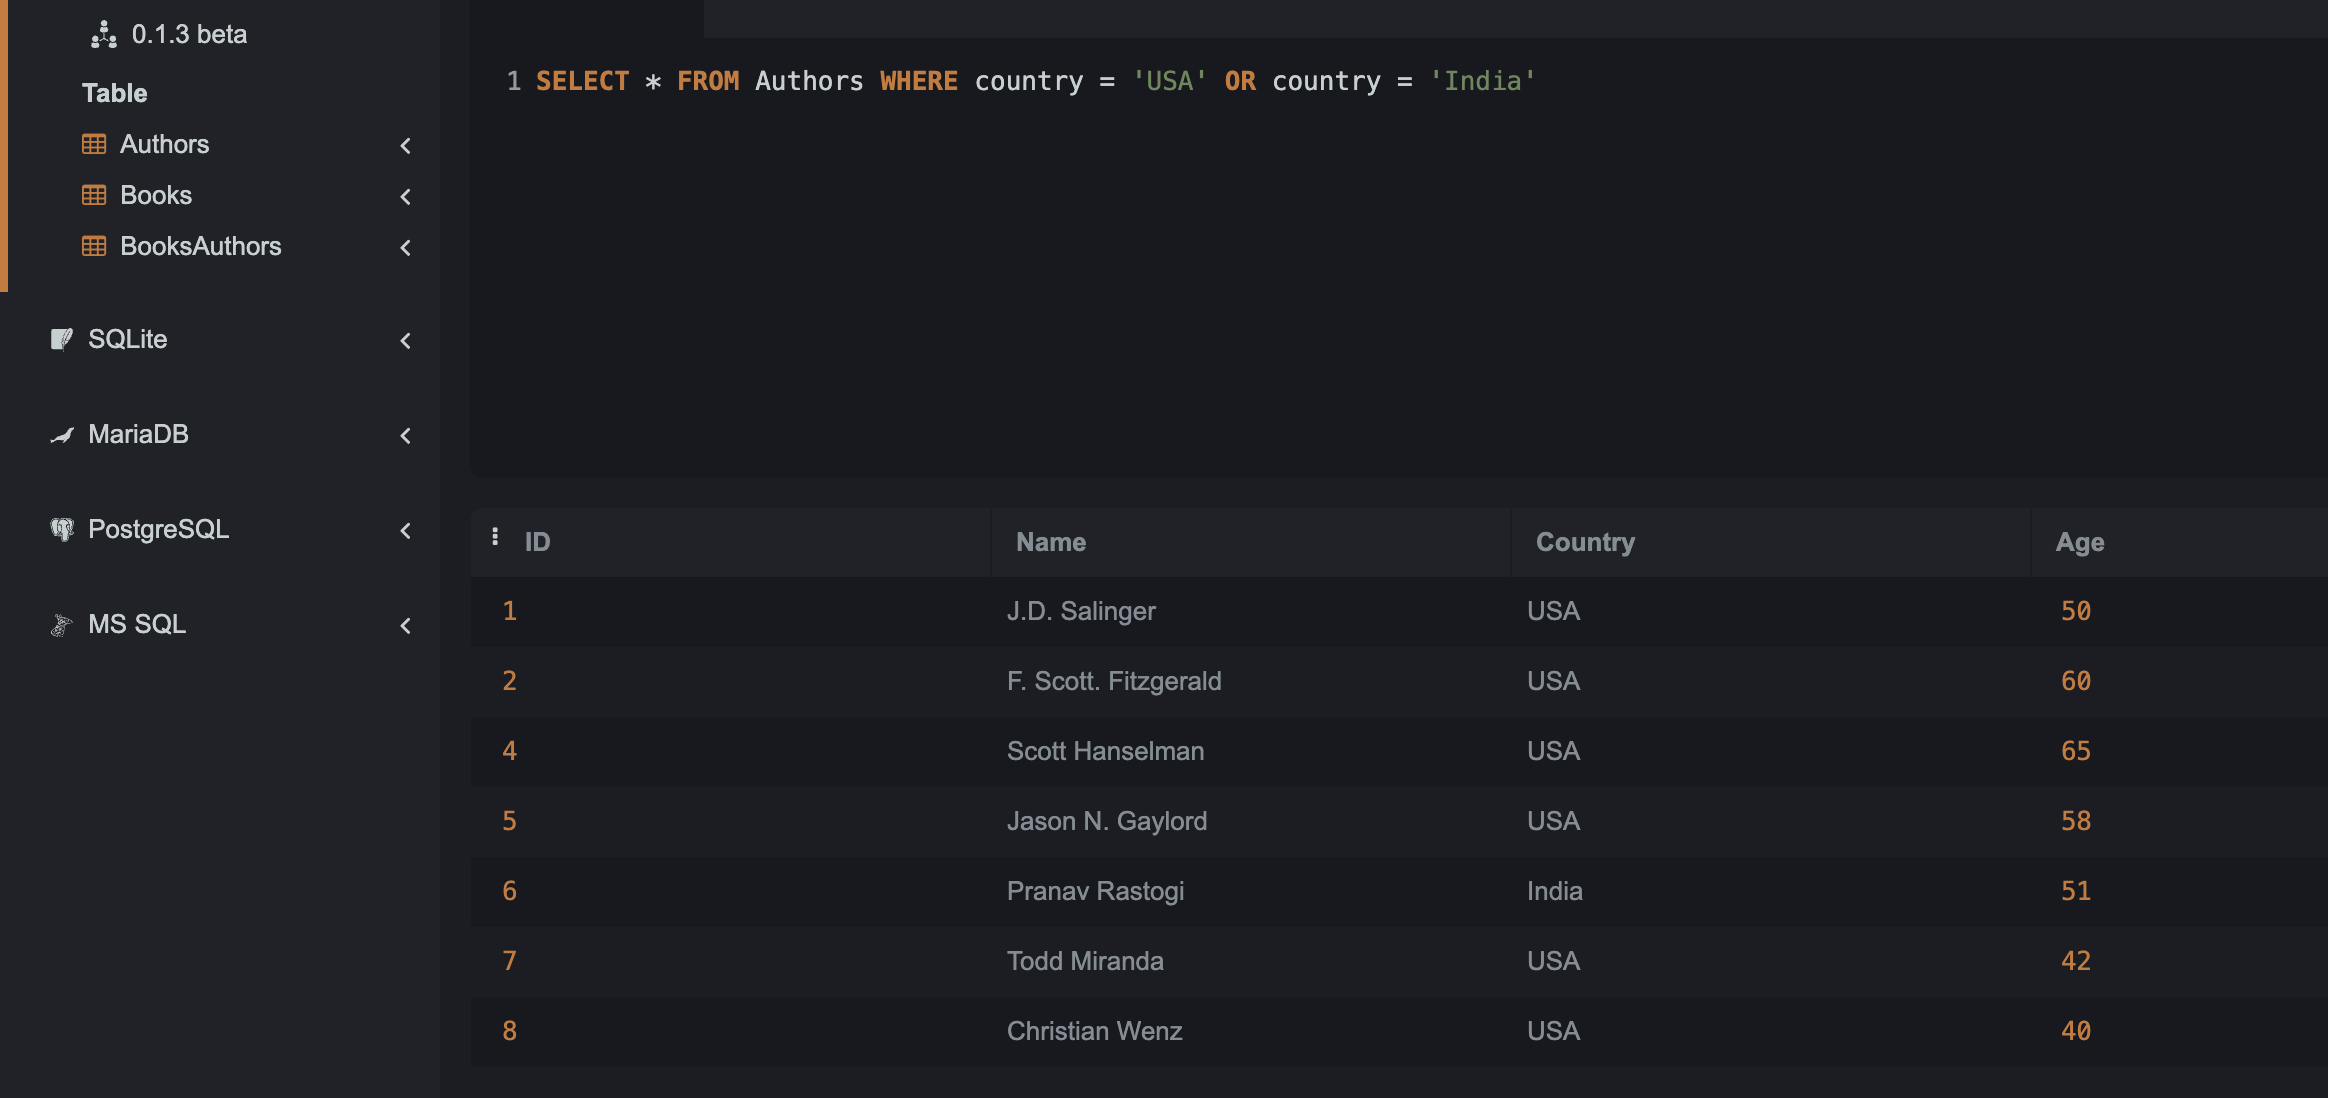 0.1.3 beta
Table
Authors
Books
BooksAuthors
SQLite
MariaDB
PostgreSQL
MS SQL
1 SELECT * FROM Authors WHERE country = 'USA' OR country = 'India'
ID Name Country Age
1 J.D. Salinger USA 50
2 F. Scott. Fitzgerald USA 60
4 Scott Hanselman USA 65
5 Jason N. Gaylord USA 58
6 Pranav Rastogi India 51
7 Todd Miranda USA 42
8 Christian Wenz USA 40